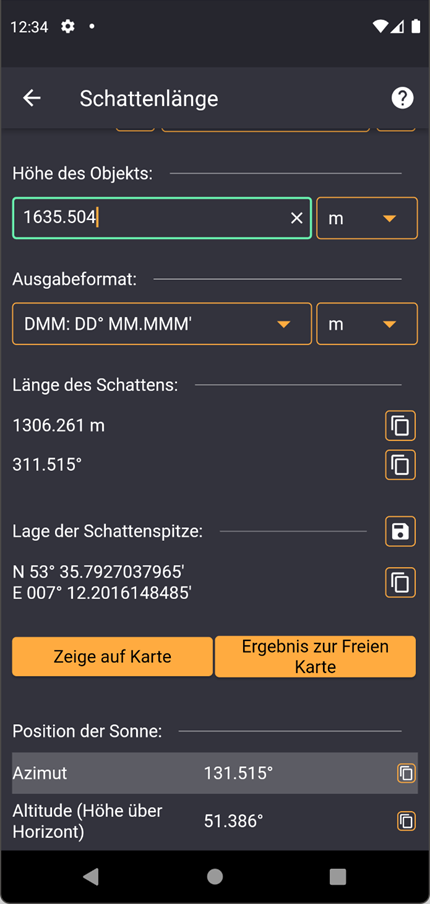 12:34
Schattenlänge
Höhe des Objekts:
1635.504 m
Ausgabeformat:
DMM: DD° MM.MMM' m
Länge des Schattens:
1306.261 m
311.515°
Lage der Schattenspitze:
N 53° 35.7927037965'
E 007° 12.2016148485'
Zeige auf Karte
Ergebnis zur Freien
Karte
Position der Sonne:
Azimut 131.515°
Altitude (Höhe über
Horizont) 51.386°